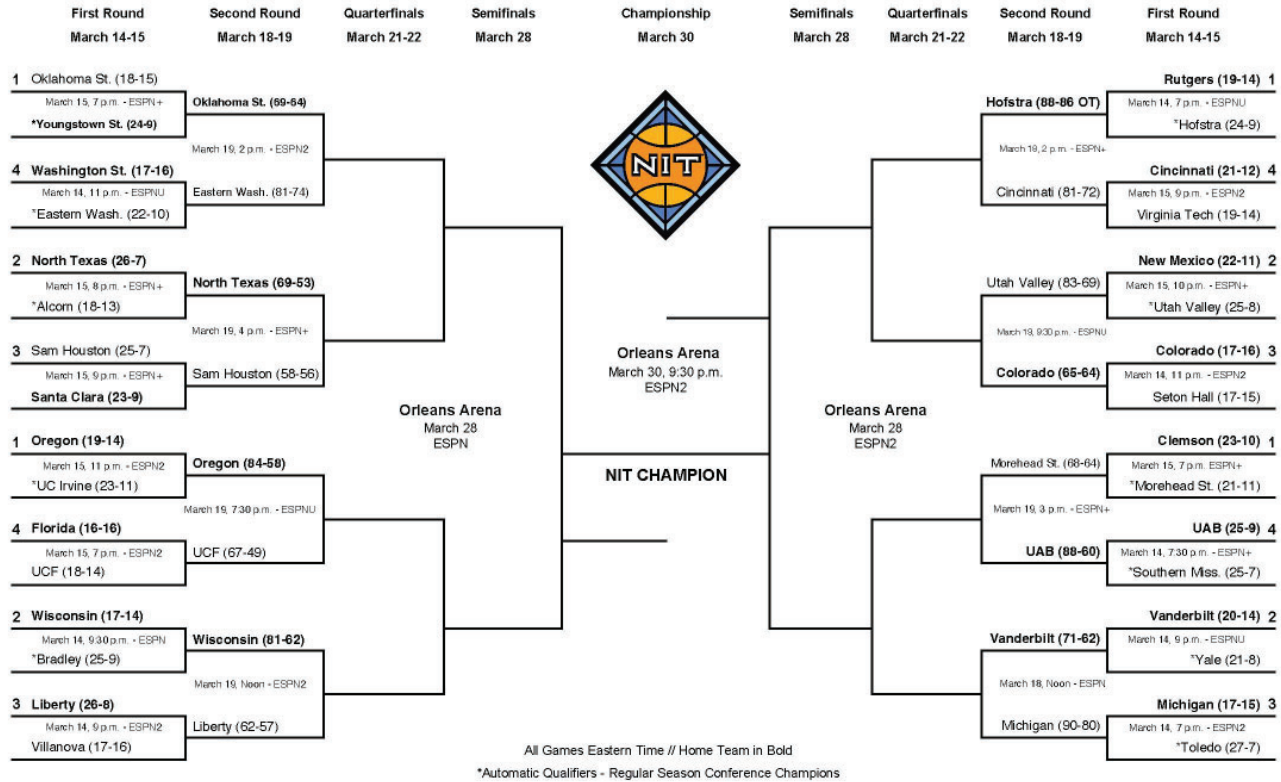 First Round
March 14-15
Second Round
March 18-19
Quarterfinals
March 21-22
Semifinals
March 28
Championship
March 30
Semifinals
March 28
Quarterfinals
March 21-22
Second Round
March 18-19
First Round
March 14-15
1 Oklahoma St. (18-15)
March 15, 7 p.m. - ESPN+
*Youngstown St. (24-9)
4 Washington St. (17-16)
March 14, 11 p.m. - ESPNU
*Eastern Wash. (22-10)
2 North Texas (26-7)
March 15, 8 p.m. - ESPN+
*Alcorn (18-13)
3 Sam Houston (25-7)
March 15, 9 p.m. - ESPN+
Santa Clara (23-9)
1 Oregon (19-14)
March 15, 11 p.m. - ESPN2
*UC Irvine (23-11)
4 Florida (16-16)
March 15, 7 p.m. - ESPN2
UCF (18-14)
2 Wisconsin (17-14)
March 14, 9:30 p.m. - ESPN
*Bradley (25-9)
3 Liberty (26-8)
March 14, 9 p.m. - ESPN2
Villanova (17-16)
Oklahoma St. (69-64)
March 19, 2 p.m. - ESPN2
Eastern Wash. (81-74)
North Texas (69-53)
March 19, 4 p.m. - ESPN+
Sam Houston (58-56)
Oregon (84-58)
March 19, 7:30 p.m. - ESPNU
UCF (67-49)
Wisconsin (81-62)
March 19, Noon - ESPN2
Liberty (62-57)
Orleans Arena
March 28
ESPN
NIT
Orleans Arena
March 30, 9:30 p.m.
ESPN2
NIT CHAMPION
Orleans Arena
March 28
ESPN2
Hofstra (88-86 OT)
March 19, 2 p.m. - ESPN+
Cincinnati (81-72)
Utah Valley (83-69)
March 19, 9:30 p.m. - ESPNU
Colorado (65-64)
Morehead St. (68-64)
March 19, 3 p.m. - ESPN+
UAB (88-60)
Vanderbilt (71-62)
March 18, Noon - ESPN
Michigan (90-80)
Rutgers (19-14) 1
March 14, 7 p.m. - ESPNU
*Hofstra (24-9)
Cincinnati (21-12) 4
March 15, 9 p.m. - ESPN2
Virginia Tech (19-14)
New Mexico (22-11) 2
March 15, 10 p.m. - ESPN+
*Utah Valley (25-8)
Colorado (17-16) 3
March 14, 11 p.m. - ESPN2
Seton Hall (17-15)
Clemson (23-10) 1
March 15, 7 p.m. ESPN+
*Morehead St. (21-11)
UAB (25-9) 4
March 14, 7:30 p.m. - ESPN+
*Southern Miss. (25-7)
Vanderbilt (20-14) 2
March 14, 9 p.m. - ESPNU
*Yale (21-8)
Michigan (17-15) 3
March 14, 7 p.m. - ESPN2
*Toledo (27-7)
All Games Eastern Time // Home Team in Bold
*Automatic Qualifiers - Regular Season Conference Champions